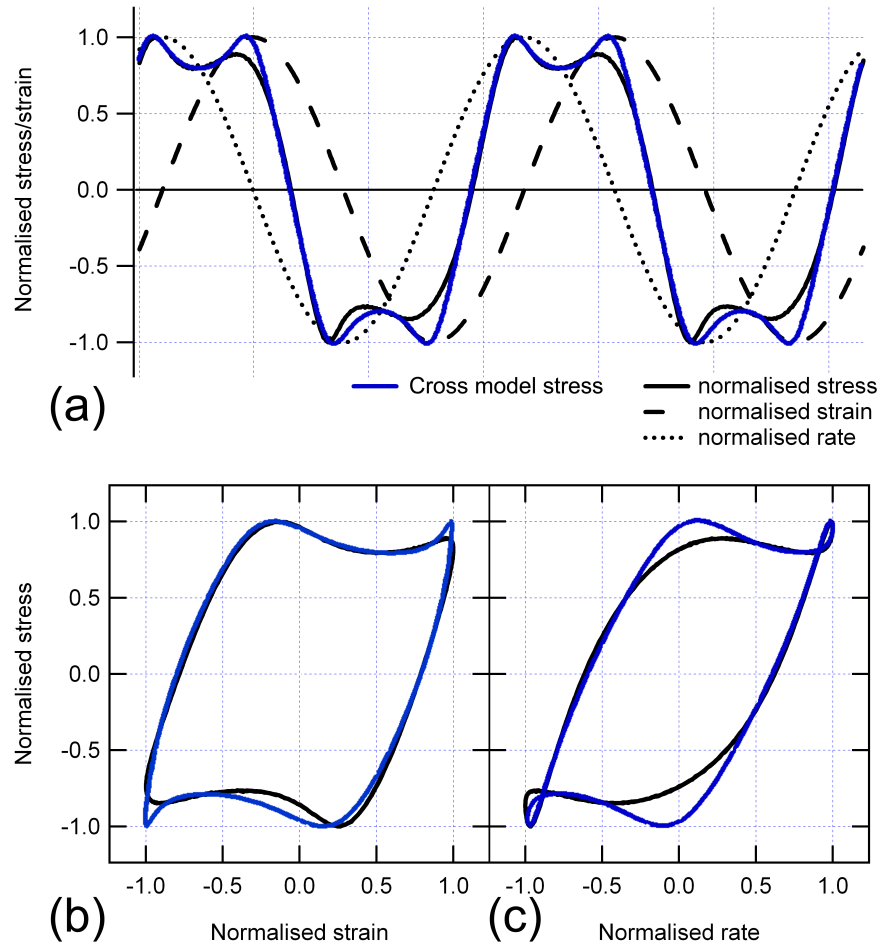 Normalised stress/strain
1.0
0.5
0.0
-0.5
-1.0
(a)
Cross model stress
normalised stress
normalised strain
normalised rate
Normalised stress
1.0
0.5
0.0
-0.5
-1.0
-1.0 -0.5 0.0 0.5 1.0
-1.0 -0.5 0.0 0.5 1.0
(b)
Normalised strain
(c)
Normalised rate